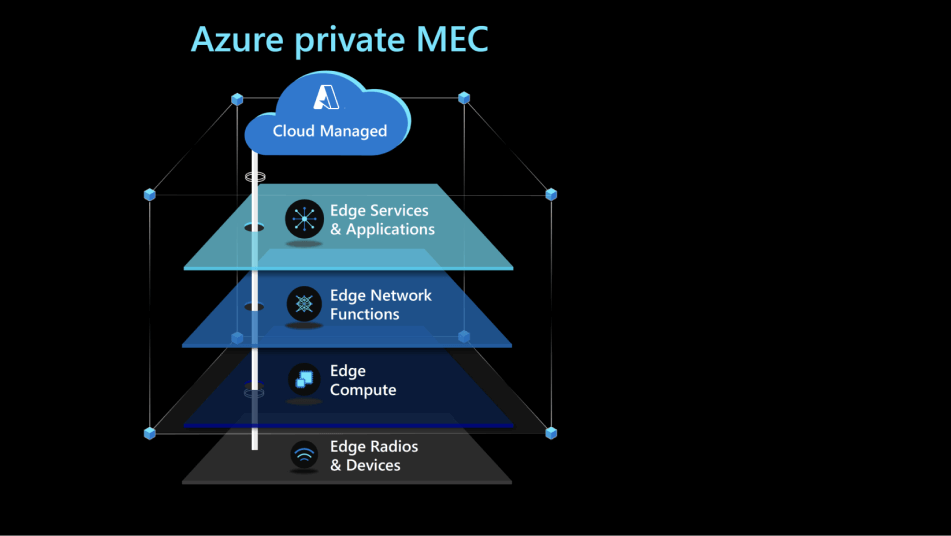 Azure private MEC
Cloud Managed
Edge Services
& Applications
Edge Network
Functions
Edge
Compute
Edge Radios
& Devices